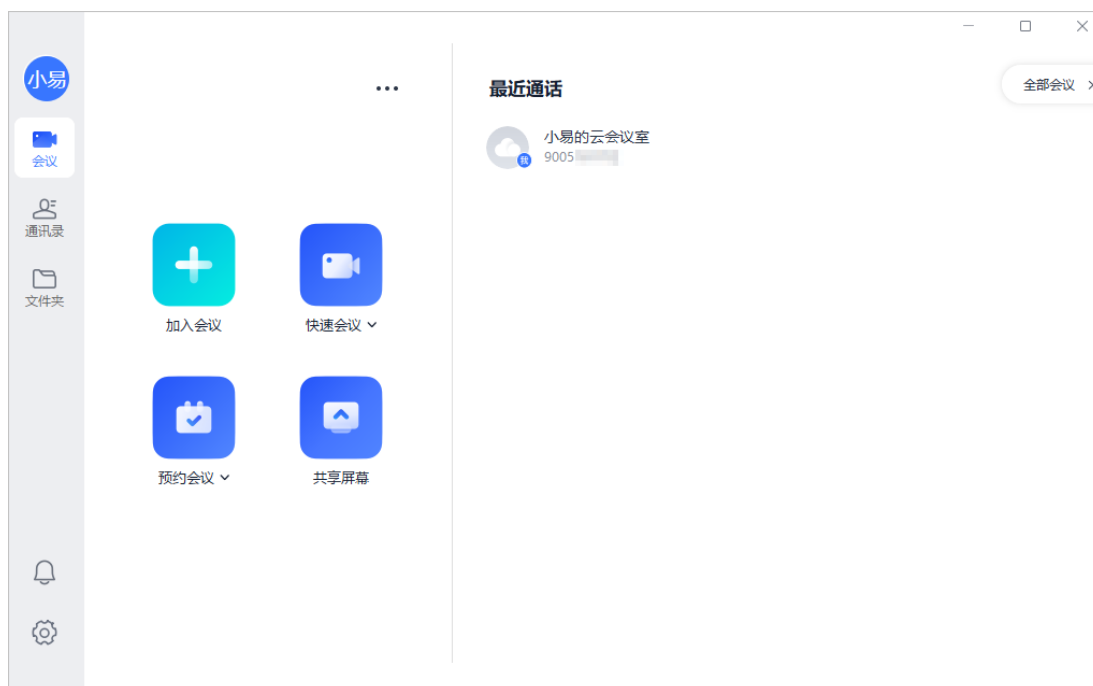 小易
会议
通讯录
文件夹
加入会议
快速会议
预约会议
共享屏幕
最近通话
全部会议
小易的云会议室
我
9005